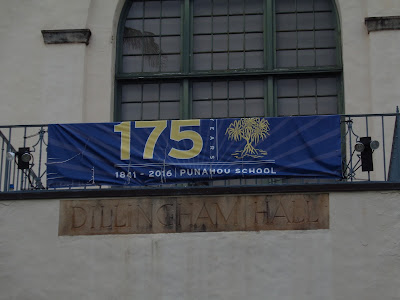 175 YEARS
1841 - 2016 | PUNAHOU SCHOOL
DILLINGHAM HALL